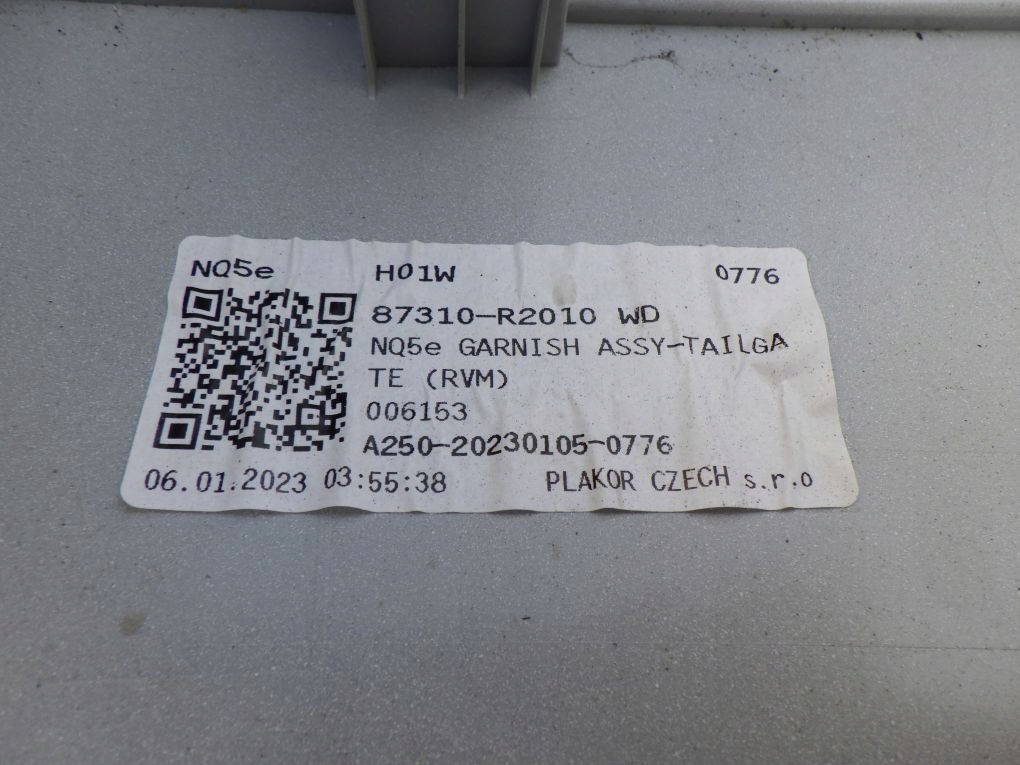 NQ5e H01W 0776
87310-R2010 WD
NQ5e GARNISH ASSY-TAILGA
TE (RVM)
006153
A250-20230105-0776
06.01.2023 03:55:38 PLAKOR CZECH s.r.o